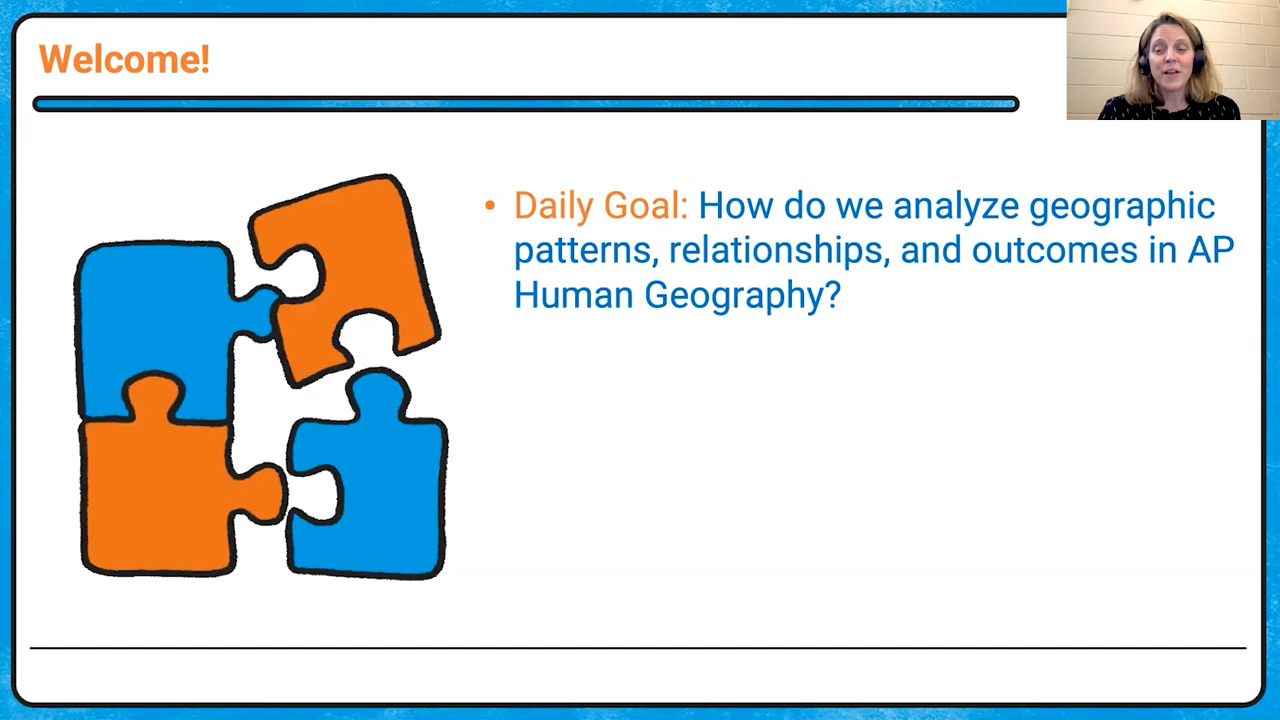 Welcome!
• Daily Goal: How do we analyze geographic
patterns, relationships, and outcomes in AP
Human Geography?